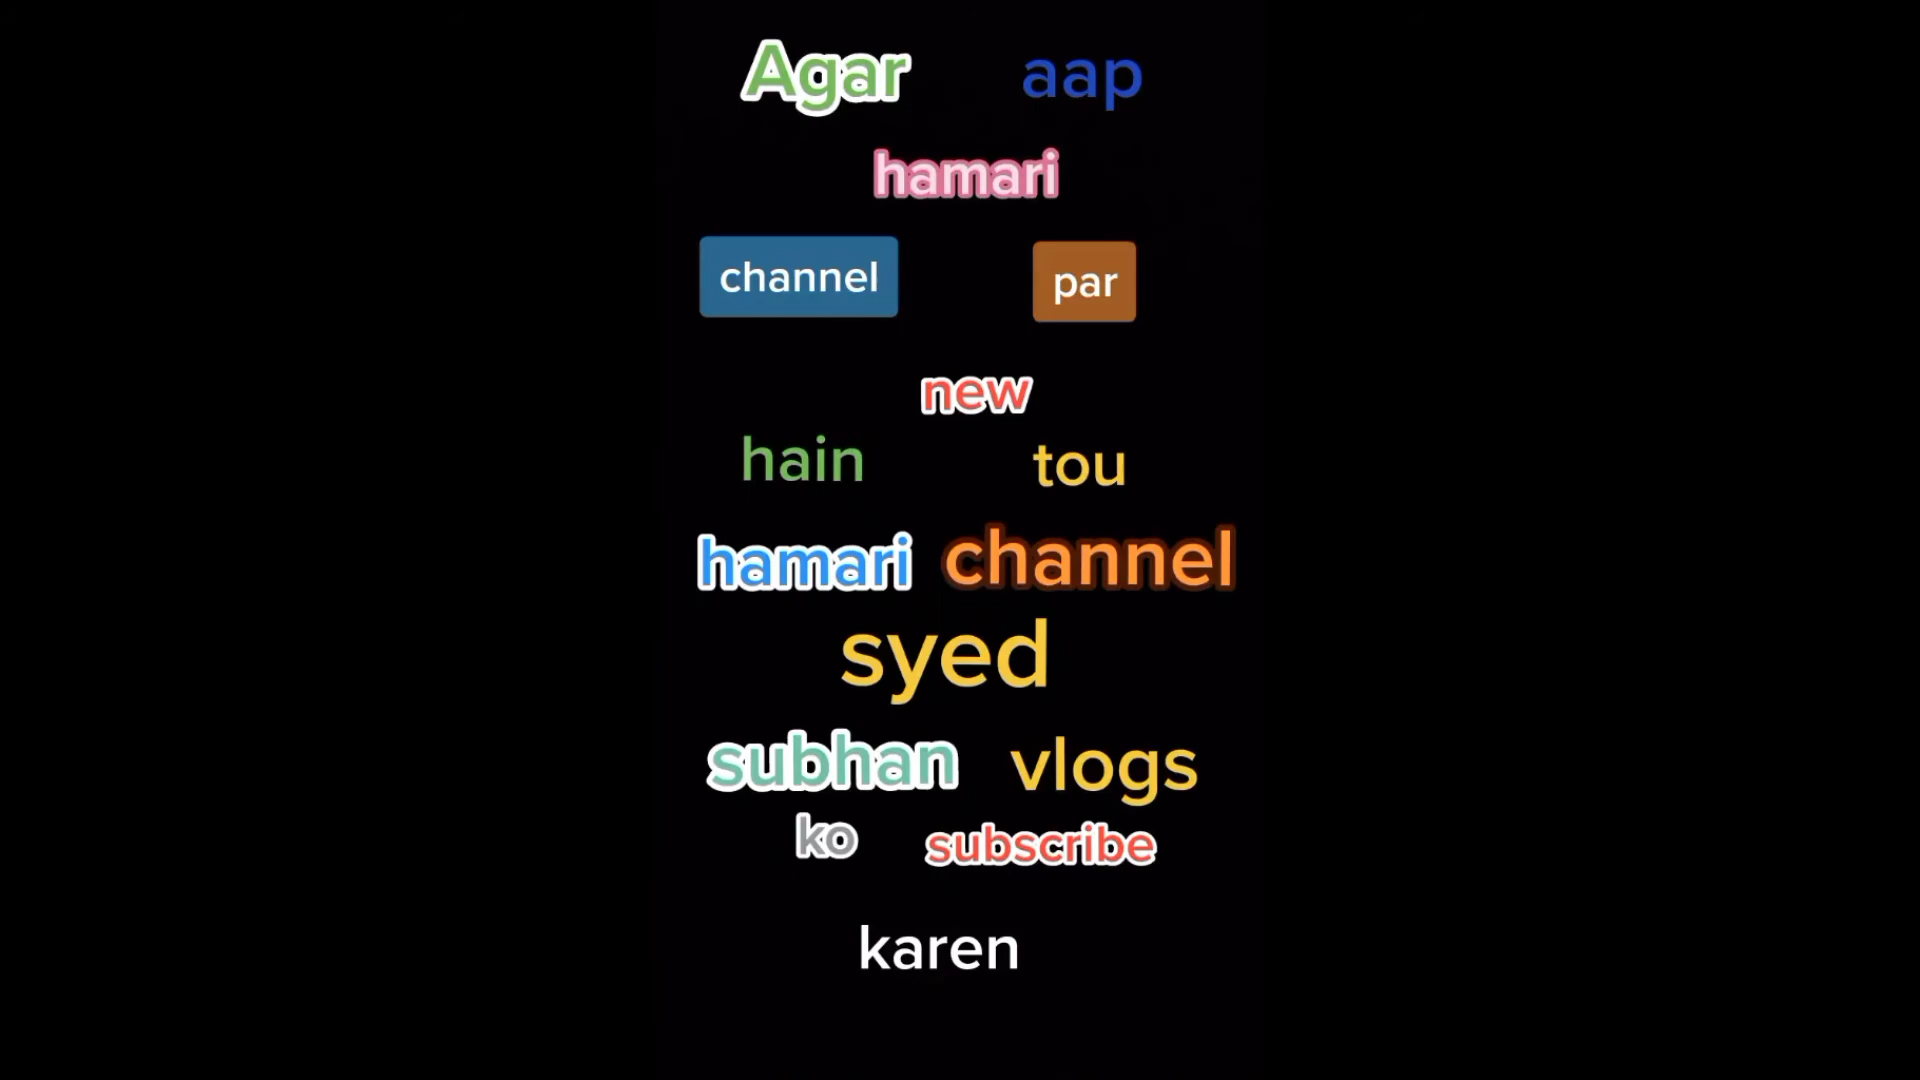 Agar aap
hamari
channel par
new
hain tou
hamari channel
syed
subhan vlogs
ko subscribe
karen